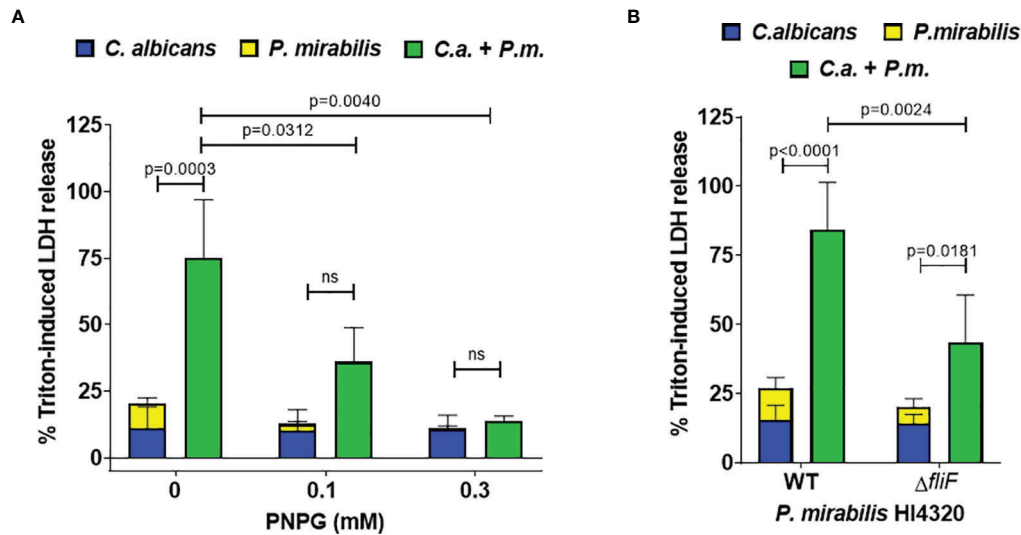 A
C. albicans P. mirabilis C.a. + P.m.
p=0.0040
p=0.0312
p=0.0003
ns
ns
% Triton-induced LDH release
125
100
75
50
25
0
0 0.1 0.3
PNPG (mM)
B
C.albicans P.mirabilis
C.a. + P.m.
p=0.0024
p<0.0001
p=0.0181
% Triton-induced LDH release
125
100
75
50
25
0
WT ΔfliF
P. mirabilis HI4320